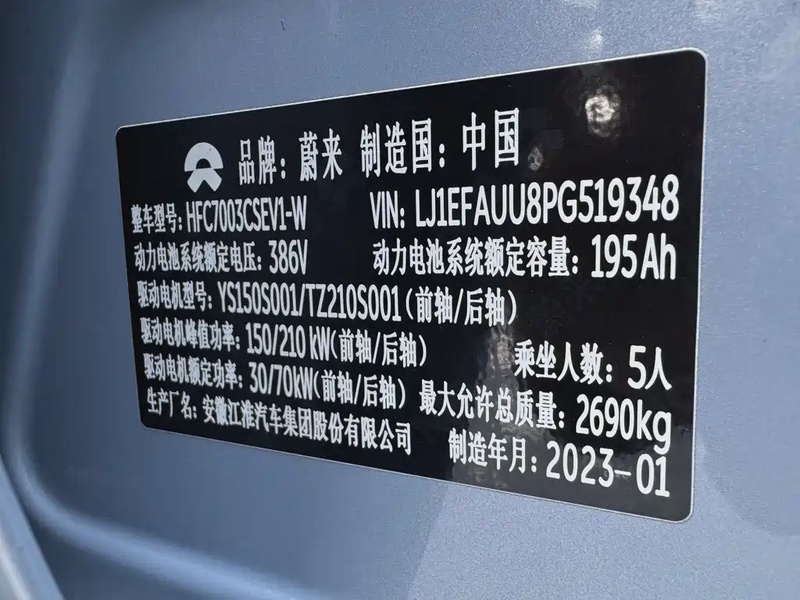 品牌：蔚来 制造国：中国
整车型号：HFC7003CSEV1-W VIN：LJ1EFAUU8PG519348
动力电池系统额定电压：386V 动力电池系统额定容量：195Ah
驱动电机型号：YS150S001/TZ210S001(前轴/后轴)
驱动电机峰值功率：150/210kW(前轴/后轴) 乘坐人数：5人
驱动电机额定功率：30/70kW(前轴/后轴) 最大允许总质量：2690kg
生产厂名：安徽江淮汽车集团股份有限公司 制造年月：2023-01